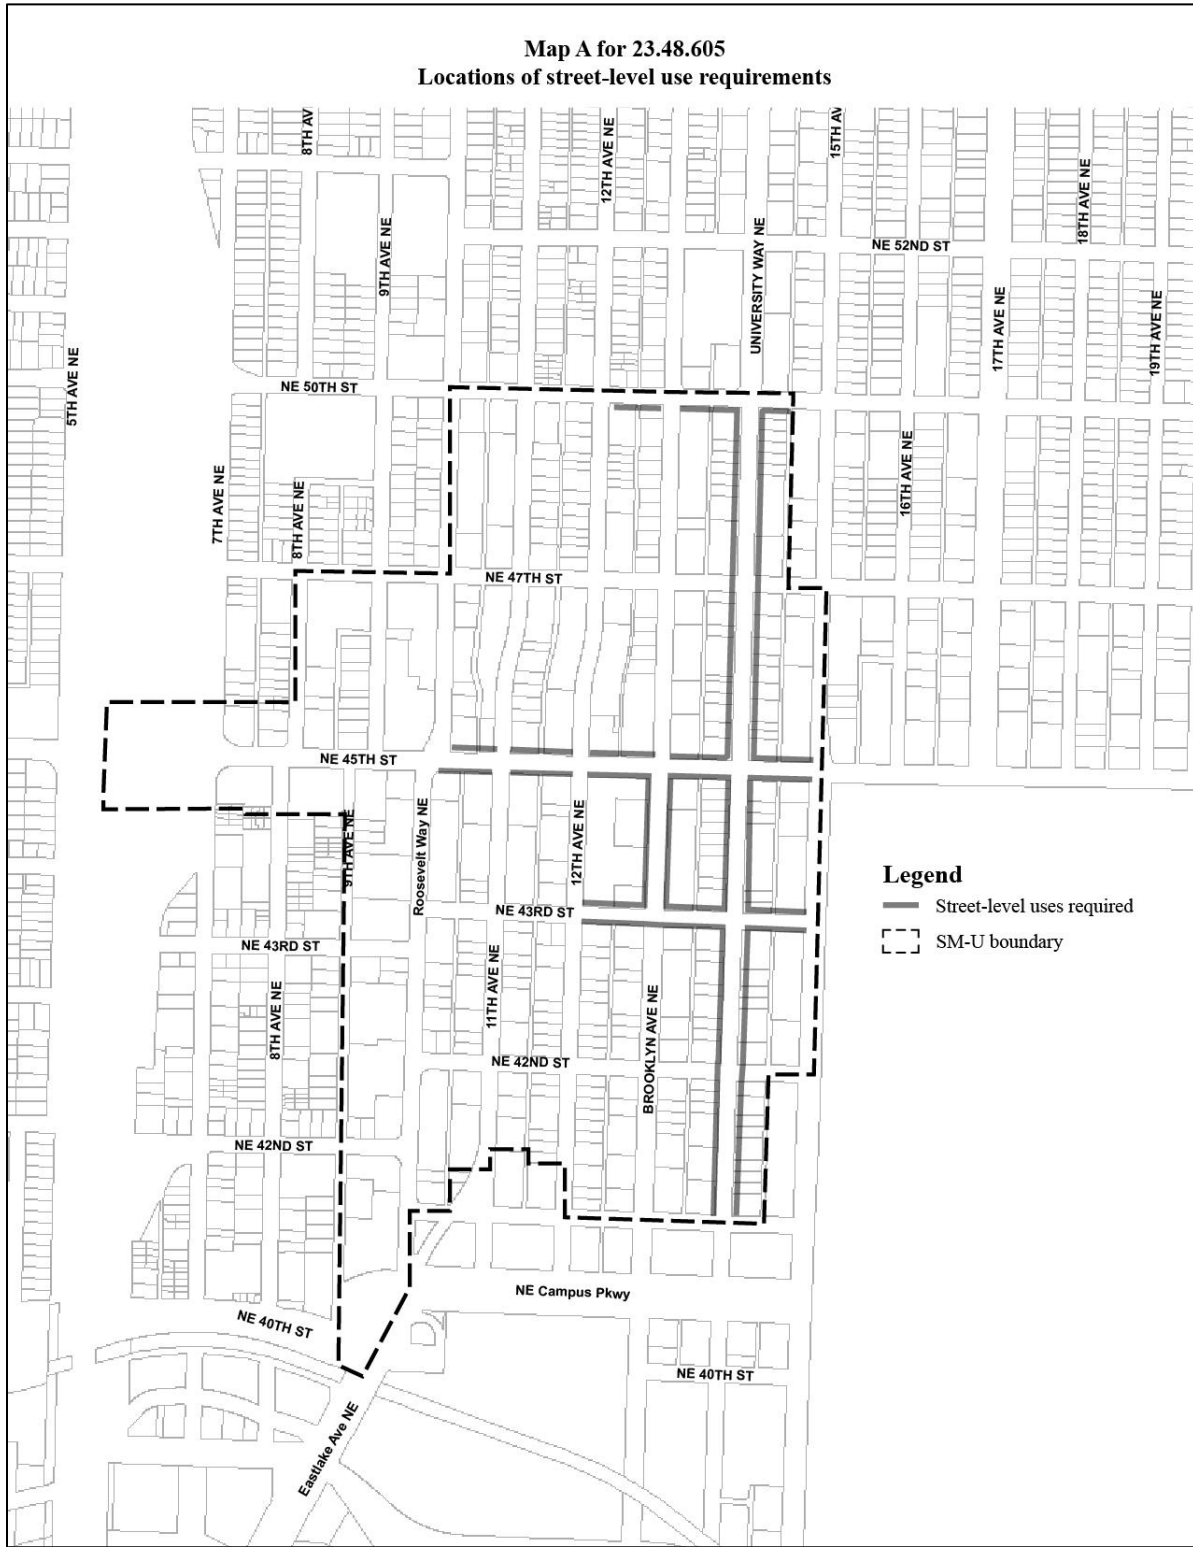 Map A for 23.48.605
Locations of street-level use requirements
8TH AV
12TH AVE NE
15TH AV
18TH AVE NE
9TH AVE NE
UNIVERSITY WAY NE
NE 52ND ST
17TH AVE NE
19TH AVE NE
5TH AVE NE
NE 50TH ST
7TH AVE NE
8TH AVE NE
16TH AVE NE
NE 47TH ST
NE 45TH ST
9TH AVE NE
Roosevelt Way NE
12TH AVE NE
Legend
Street-level uses required
SM-U boundary
NE 43RD ST
NE 43RD ST
8TH AVE NE
11TH AVE NE
BROOKLYN AVE NE
NE 42ND ST
NE 42ND ST
NE Campus Pkwy
NE 40TH ST
NE 40TH ST
Eastlake Ave NE